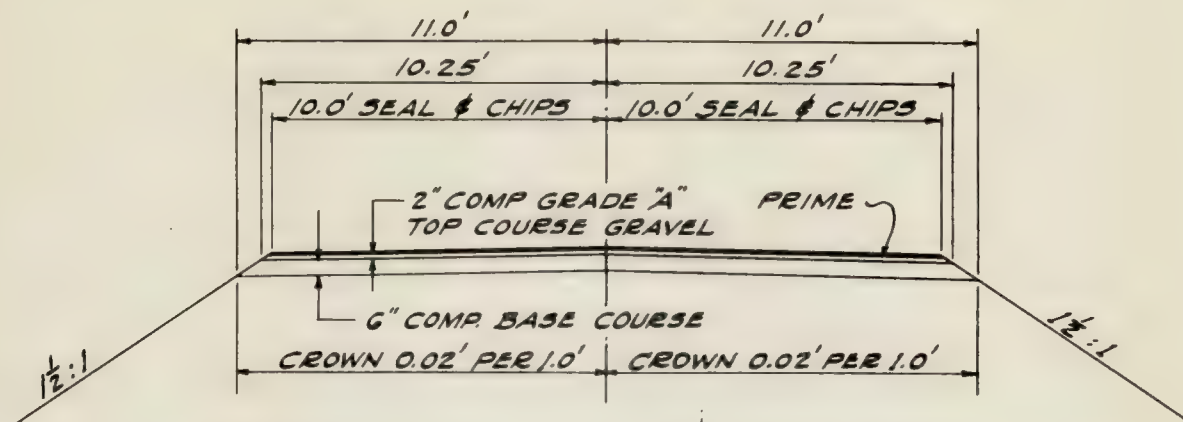 11.0' 11.0'
10.25' 10.25'
10.0' SEAL & CHIPS 10.0' SEAL & CHIPS
2" COMP GRADE "A" PRIME
TOP COURSE GRAVEL
6" COMP. BASE COURSE
1½:1 1½:1
CROWN 0.02' PER 1.0' CROWN 0.02' PER 1.0'